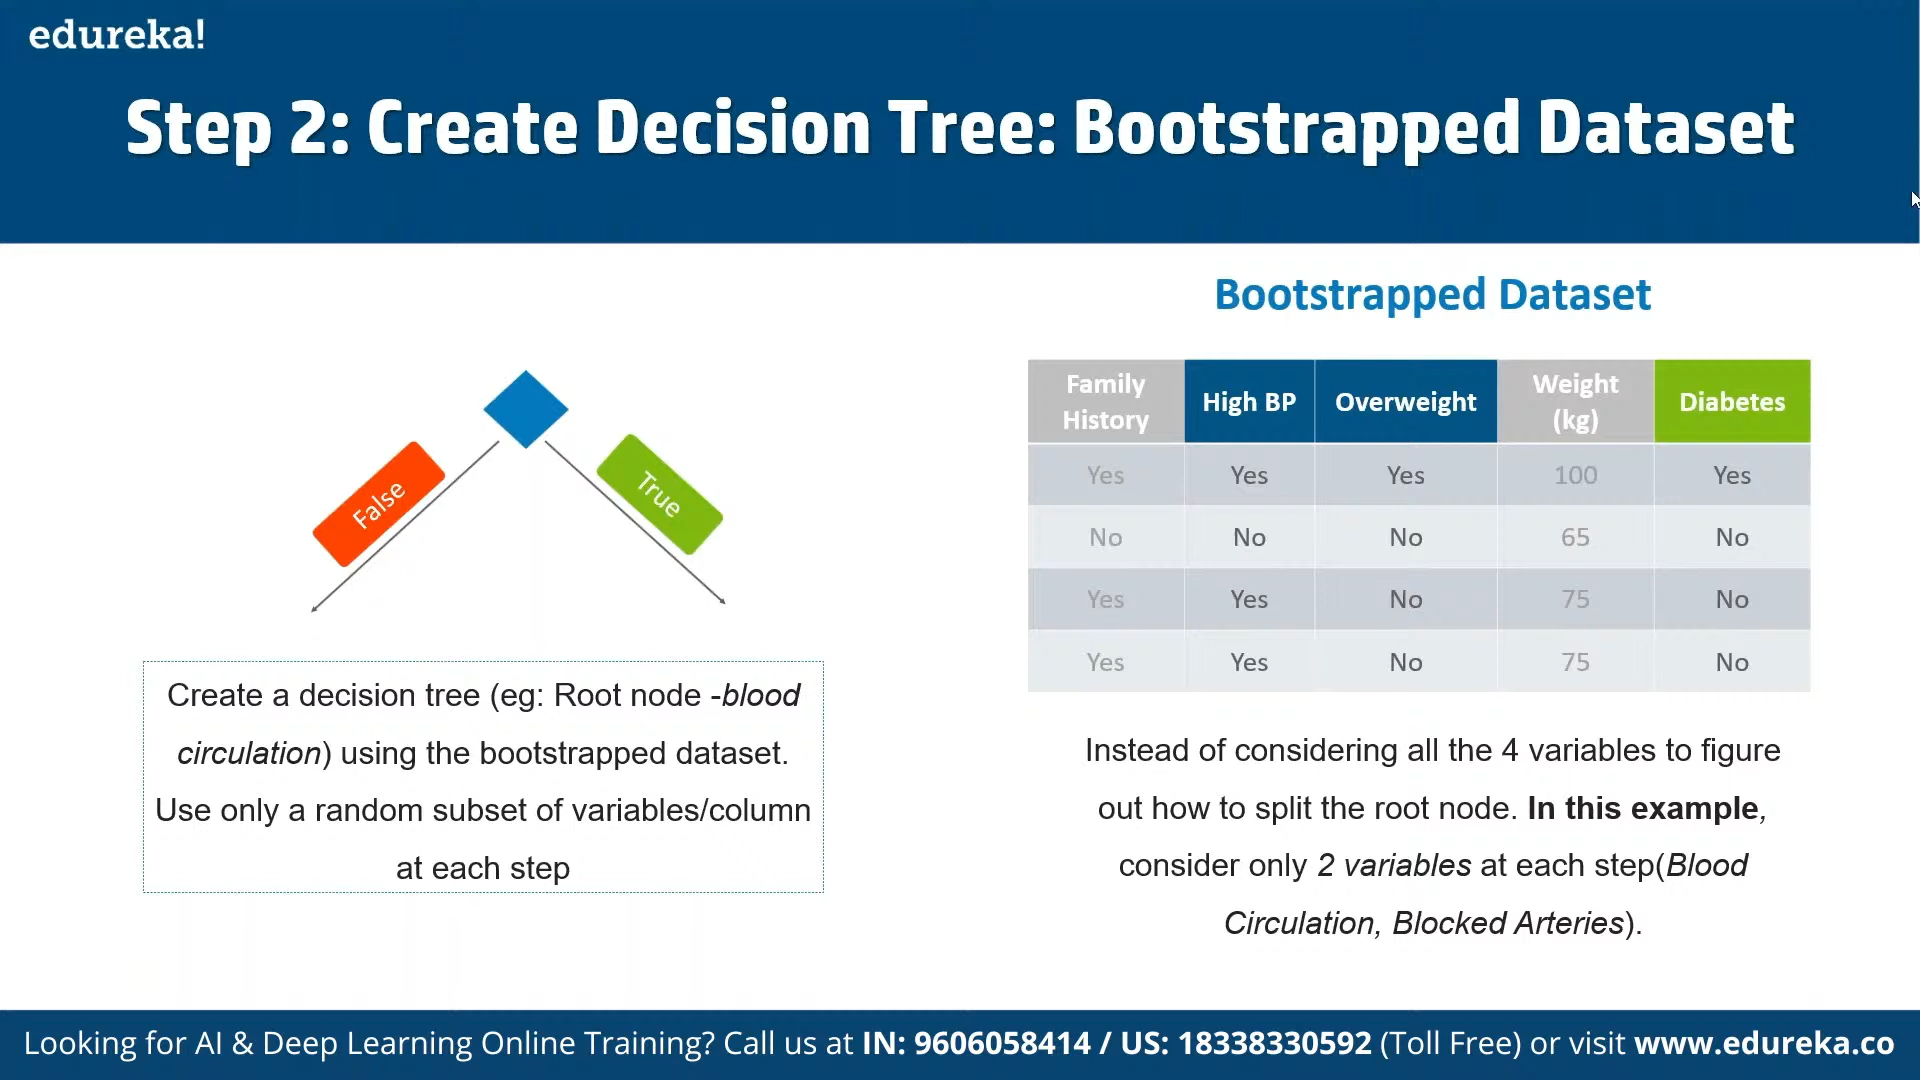 edureka!
Step 2: Create Decision Tree: Bootstrapped Dataset
False
True
Create a decision tree (eg: Root node -blood
circulation) using the bootstrapped dataset.
Use only a random subset of variables/column
at each step
Bootstrapped Dataset
Family History High BP Overweight Weight (kg) Diabetes
Yes Yes Yes 100 Yes
No No No 65 No
Yes Yes No 75 No
Yes Yes No 75 No
Instead of considering all the 4 variables to figure
out how to split the root node. In this example,
consider only 2 variables at each step(Blood
Circulation, Blocked Arteries).
Looking for AI & Deep Learning Online Training? Call us at IN: 9606058414 / US: 18338330592 (Toll Free) or visit www.edureka.co